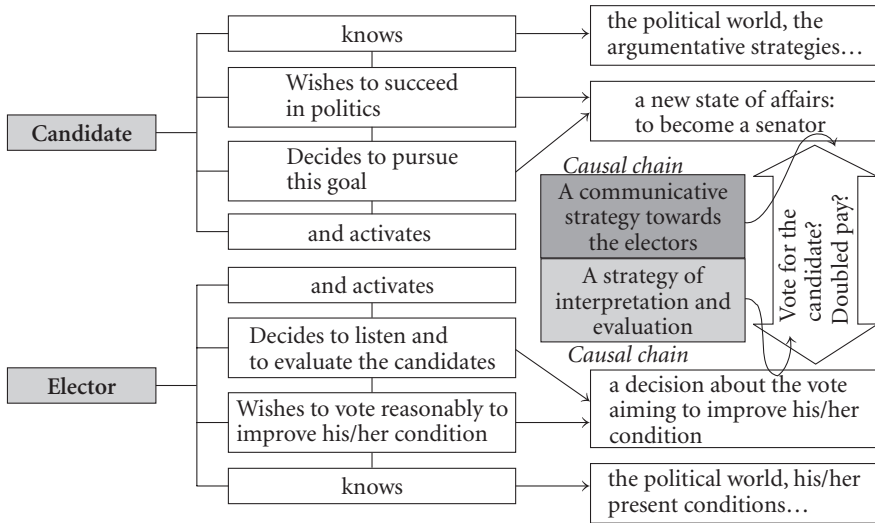 knows
the political world, the
argumentative strategies…
Wishes to succeed
in politics
a new state of affairs:
to become a senator
Candidate
Decides to pursue
this goal
Causal chain
A communicative
strategy towards
the electors
and activates
Vote for the
candidate?
Doubled pay?
and activates
A strategy of
interpretation and
evaluation
Decides to listen and
to evaluate the candidates
Causal chain
Elector
a decision about the vote
aiming to improve his/her
condition
Wishes to vote reasonably to
improve his/her condition
knows
the political world, his/her
present conditions…